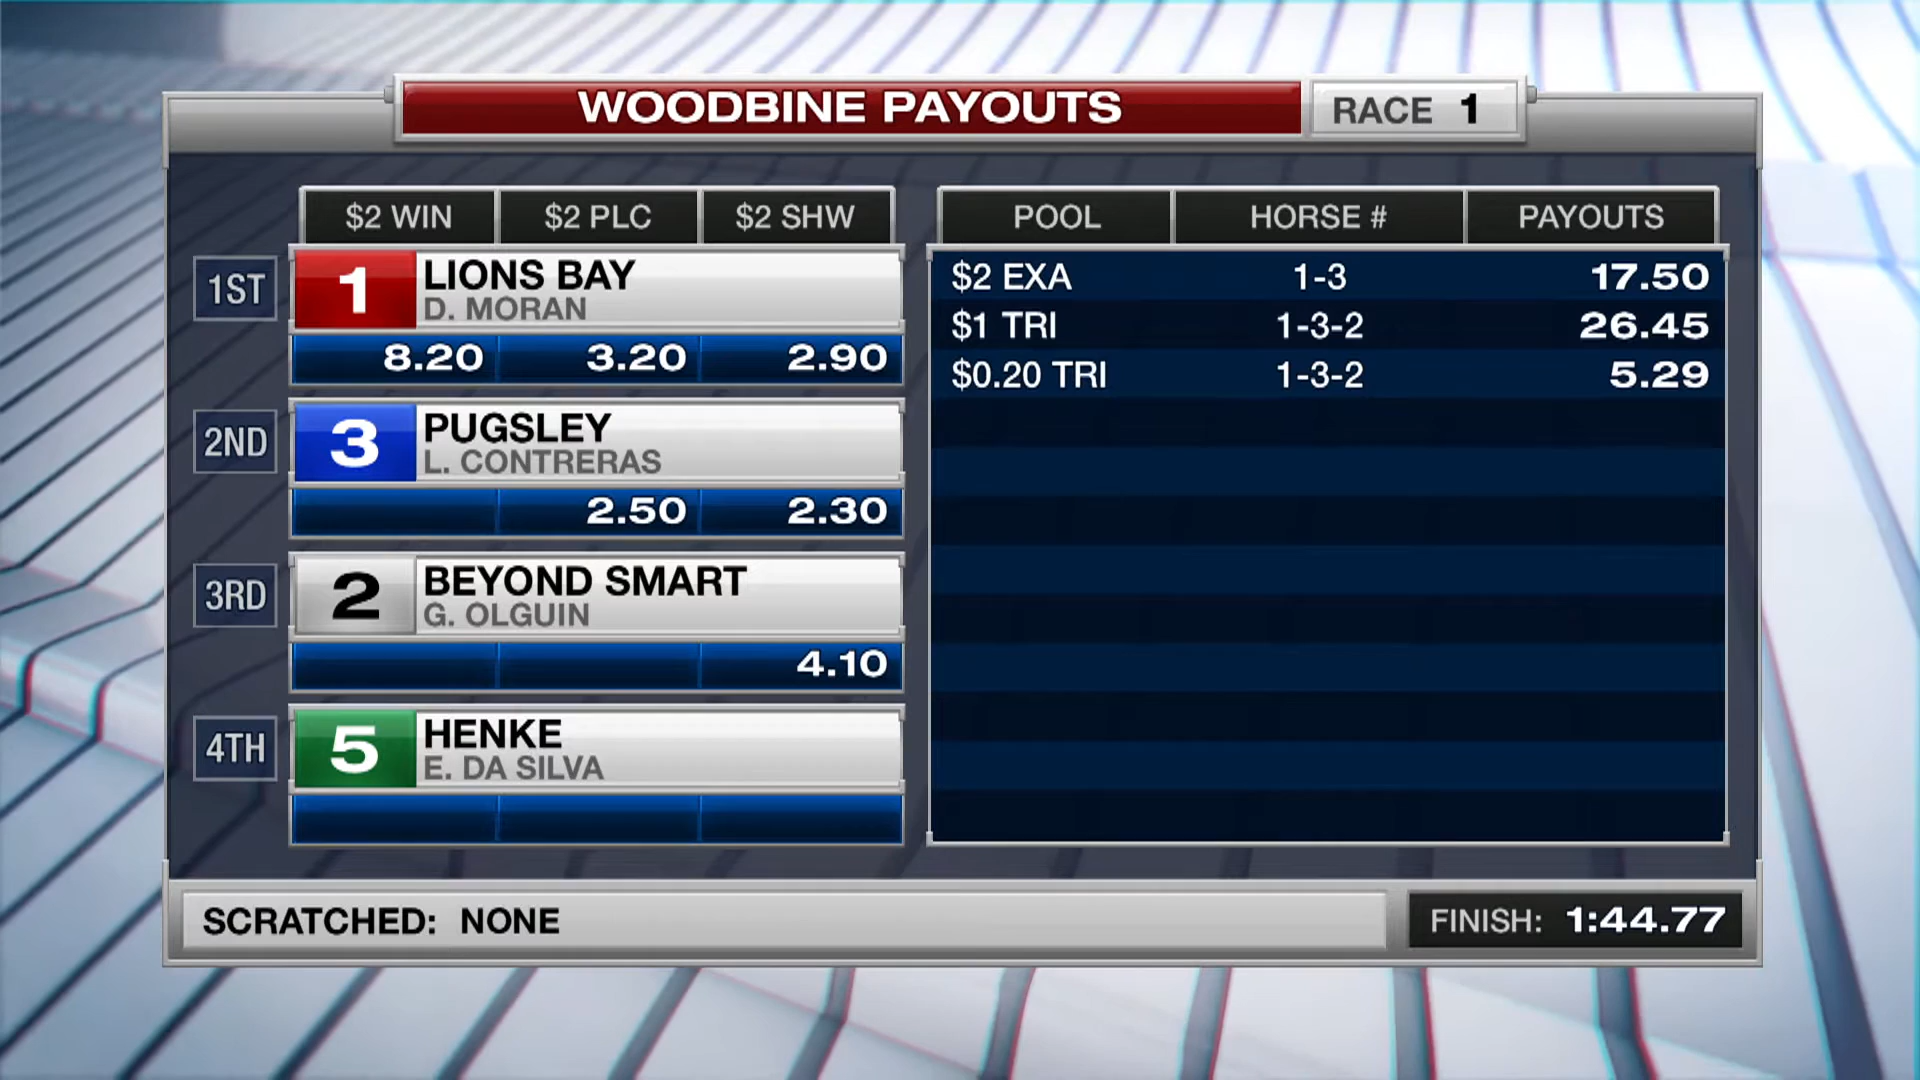 WOODBINE PAYOUTS
RACE 1
$2 WIN $2 PLC $2 SHW
1ST
1 LIONS BAY
D. MORAN
8.20 3.20 2.90
2ND
3 PUGSLEY
L. CONTRERAS
2.50 2.30
3RD
2 BEYOND SMART
G. OLGUIN
4.10
4TH
5 HENKE
E. DA SILVA
POOL HORSE # PAYOUTS
$2 EXA 1-3 17.50
$1 TRI 1-3-2 26.45
$0.20 TRI 1-3-2 5.29
SCRATCHED: NONE
FINISH: 1:44.77